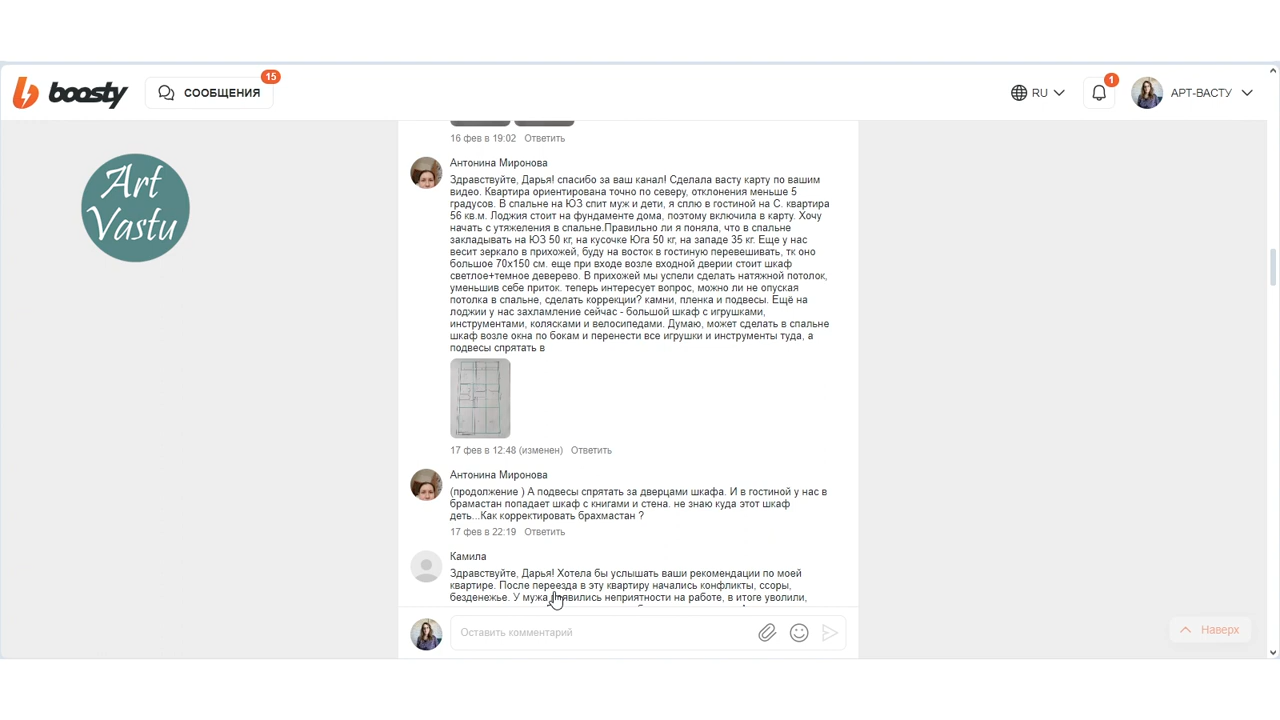 boosty
СООБЩЕНИЯ
15
RU
1
АРТ-ВАСТУ
Art
Vastu
16 фев в 19:02 Ответить
Антонина Миронова
Здравствуйте, Дарья! спасибо за ваш канал! Сделала васту карту по вашим
видео. Квартира ориентирована точно по северу, отклонения меньше 5
градусов. В спальне на ЮЗ спит муж и дети, я сплю в гостиной на С. квартира
56 кв.м. Лоджия стоит на фундаменте дома, поэтому включила в карту. Хочу
начать с утяжеления в спальне.Правильно ли я поняла, что в спальне
закладывать на ЮЗ 50 кг, на кусочке Юга 50 кг, на западе 35 кг. Еще у нас
весит зеркало в прихожей, буду на восток в гостиную перевешивать, тк оно
большое 70х150 см. еще при входе возле входной дверии стоит шкаф
светлое+темное деверево. В прихожей мы успели сделать натяжной потолок,
уменьшив себе приток. теперь интересует вопрос, можно ли не опуская
потолка в спальне, сделать коррекции? камни, пленка и подвесы. Ещё на
лоджии у нас захламление сейчас - большой шкаф с игрушками,
инструментами, колясками и велосипедами. Думаю, может сделать в спальне
шкаф возле окна по бокам и перенести все игрушки и инструменты туда, а
подвесы спрятать в
17 фев в 12:48 (изменен) Ответить
Антонина Миронова
(продолжение ) А подвесы спрятать за дверцами шкафа. И в гостиной у нас в
брамастан попадает шкаф с книгами и стена. не знаю куда этот шкаф
деть...Как корректировать брахмастан ?
17 фев в 22:19 Ответить
Камила
Здравствуйте, Дарья! Хотела бы услышать ваши рекомендации по моей
квартире. После переезда в эту квартиру начались конфликты, ссоры,
безденежье. У мужа появились неприятности на работе, в итоге уволили,
Оставить комментарий
Наверх